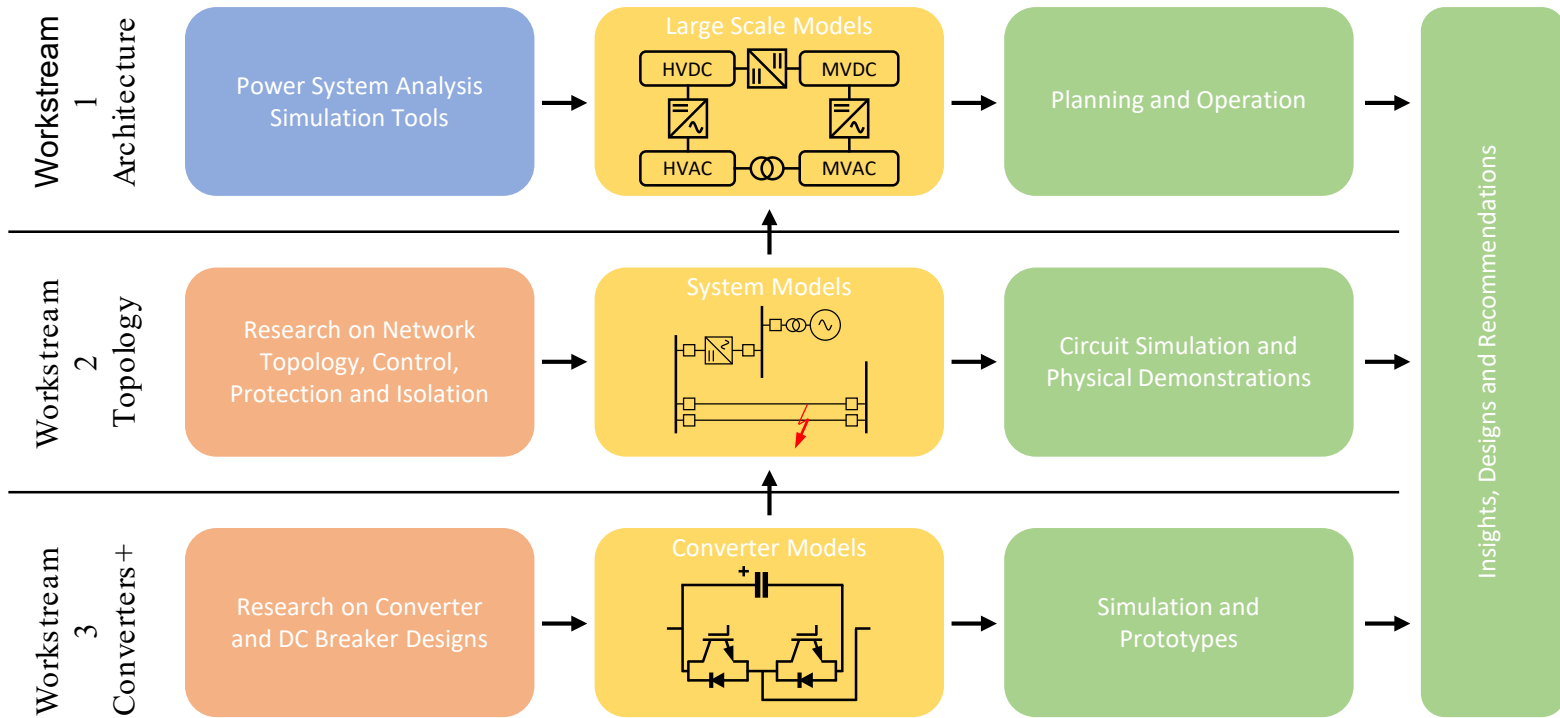 Workstream
1
Architecture
Power System Analysis
Simulation Tools
Large Scale Models
HVDC
MVDC
HVAC
MVAC
Planning and Operation
Workstream
2
Topology
Research on Network
Topology, Control,
Protection and Isolation
System Models
Circuit Simulation and
Physical Demonstrations
Workstream
3
Converters+
Research on Converter
and DC Breaker Designs
Converter Models
+
Simulation and
Prototypes
Insights, Designs and Recommendations